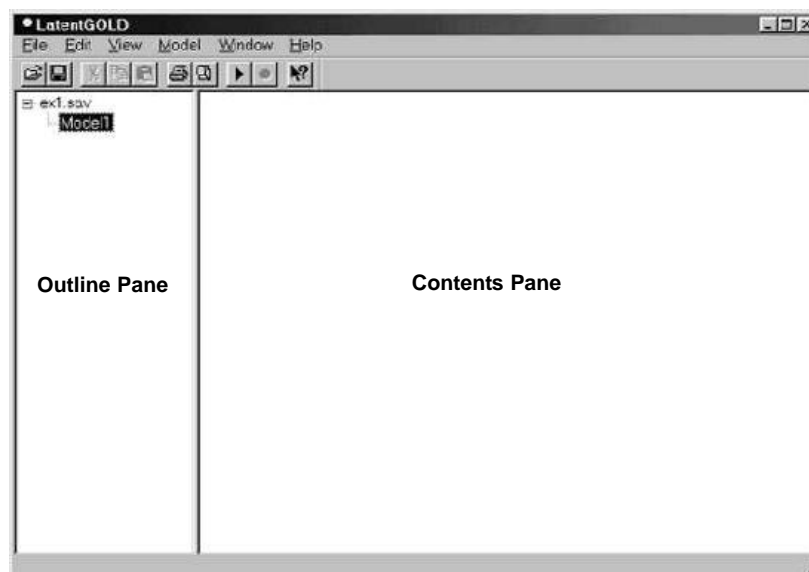 LatentGOLD
File Edit View Model Window Help
ex1.sav
Model1
Outline Pane
Contents Pane